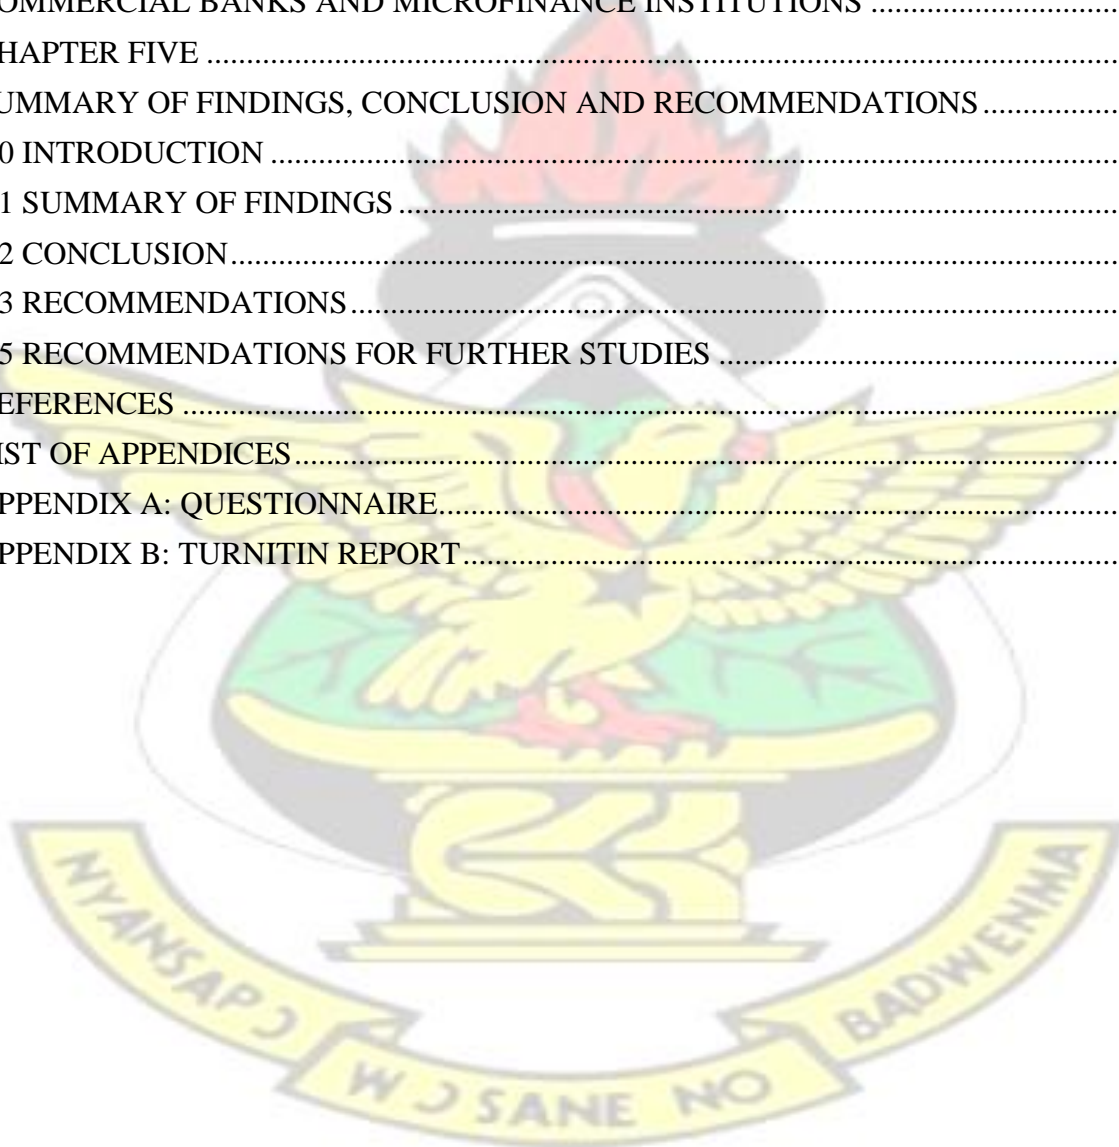 OMMERCIAL BANKS AND MICROFINANCE INSTITUTIONS ........................................
HAPTER FIVE ........................................
UMMARY OF FINDINGS, CONCLUSION AND RECOMMENDATIONS ........................................
0 INTRODUCTION ........................................
1 SUMMARY OF FINDINGS ........................................
2 CONCLUSION ........................................
3 RECOMMENDATIONS ........................................
5 RECOMMENDATIONS FOR FURTHER STUDIES ........................................
EFERENCES ........................................
IST OF APPENDICES ........................................
PPENDIX A: QUESTIONNAIRE ........................................
PPENDIX B: TURNITIN REPORT ........................................
NYANSAPƆ
WƆSANE NO
BADWENMA